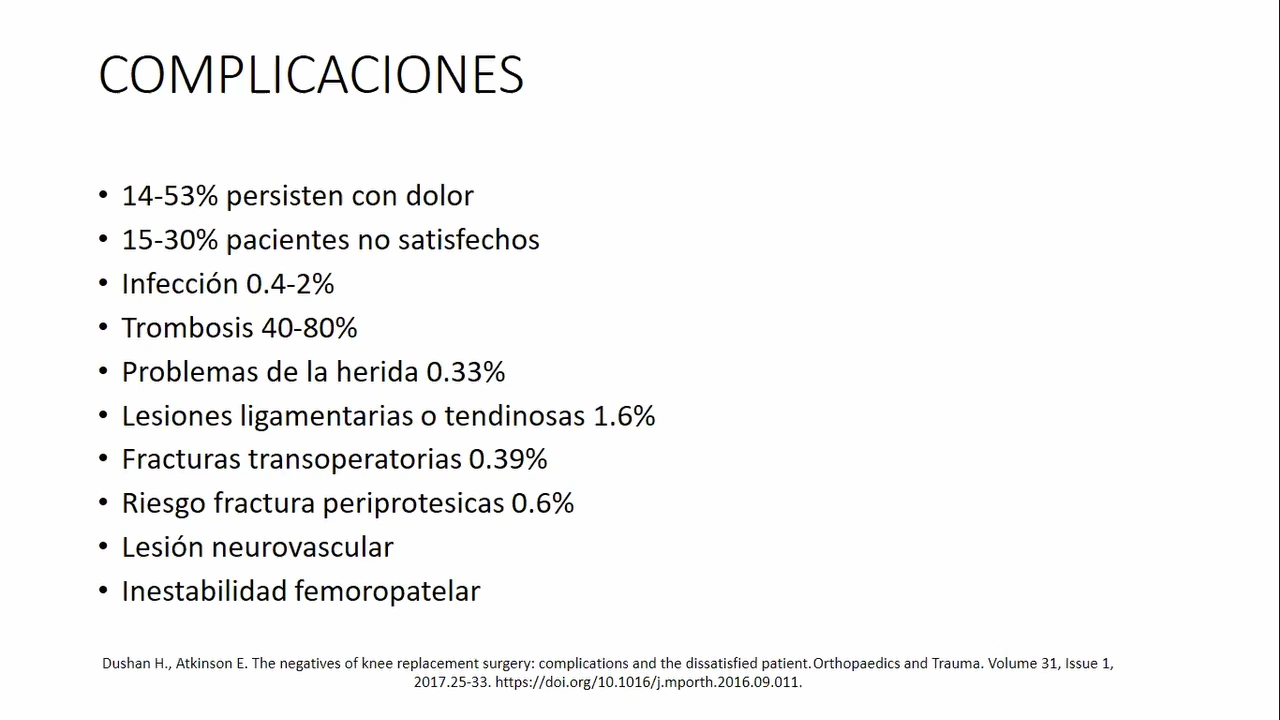 COMPLICACIONES
• 14-53% persisten con dolor
• 15-30% pacientes no satisfechos
• Infección 0.4-2%
• Trombosis 40-80%
• Problemas de la herida 0.33%
• Lesiones ligamentarias o tendinosas 1.6%
• Fracturas transoperatorias 0.39%
• Riesgo fractura periprotesicas 0.6%
• Lesión neurovascular
• Inestabilidad femoropatelar
Dushan H., Atkinson E. The negatives of knee replacement surgery: complications and the dissatisfied patient.Orthopaedics and Trauma. Volume 31, Issue 1,
2017.25-33. https://doi.org/10.1016/j.mporth.2016.09.011.